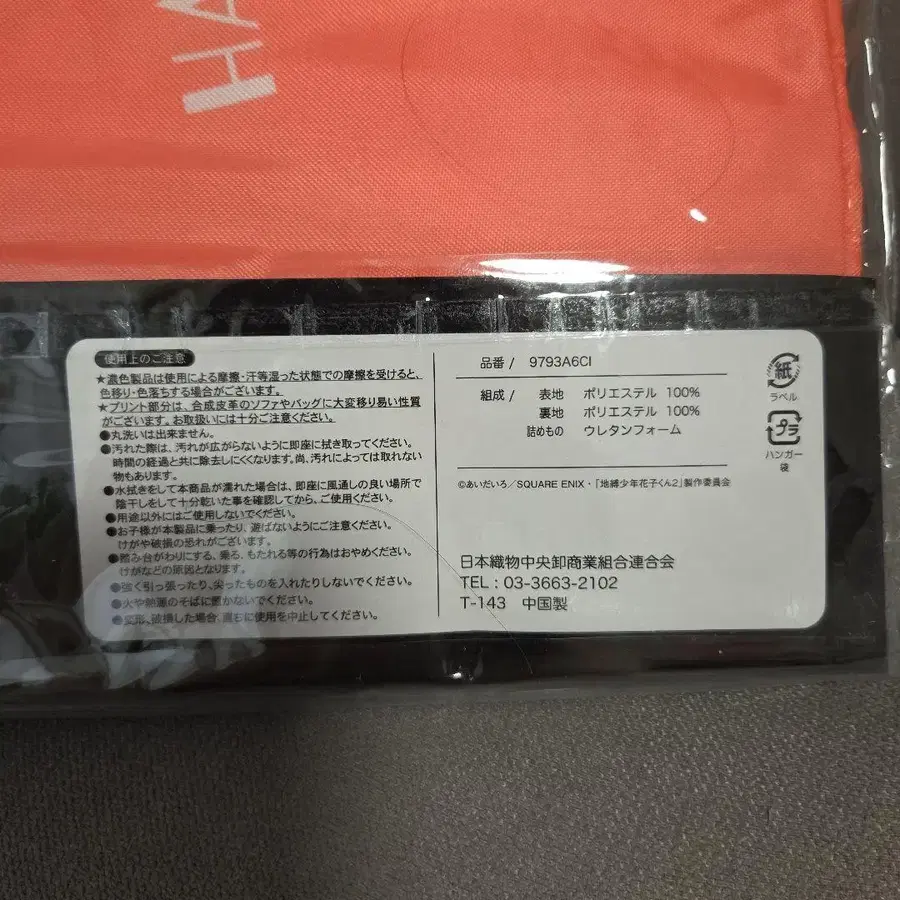 HA
使用上のご注意
★濃色製品は使用による摩擦・汗等湿った状態での摩擦を受けると、
色移り・色落ちする場合がございます。
★プリント部分は、合成皮革のソファやバッグに大変移り易い性質
がございます。お取扱いには十分ご注意ください。
●丸洗いは出来ません。
●汚れた際は、汚れが広がらないように即座に拭き取ってください。
時間の経過と共に除去しにくくなります。尚、汚れによっては取れない
物もあります。
●水拭きをして本商品が濡れた場合は、即座に風通しの良い場所で
陰干しをして十分乾いた事を確認してから、ご使用ください。
●用途以外にはご使用しないでください。
●お子様が本製品に乗ったり、遊ばないようにご注意ください。
けがや破損の恐れがございます。
●踏み台がわりにする、乗る、もたれる等の行為はおやめください。
けがなどの原因となります。
●強く引っ張ったり、尖ったものを入れたりしないでください。
●火や熱源のそばに置かないでください。
●変形、破損した場合、直ちに使用を中止してください。
品番 / 9793A6CI
組成 / 表地 ポリエステル 100%
裏地 ポリエステル 100%
詰めもの ウレタンフォーム
©あいだいろ／SQUARE ENIX・「地縛少年花子くん2」製作委員会
日本織物中央卸商業組合連合会
TEL : 03-3663-2102
T-143 中国製
紙
ラベル
プラ
ハンガー
袋